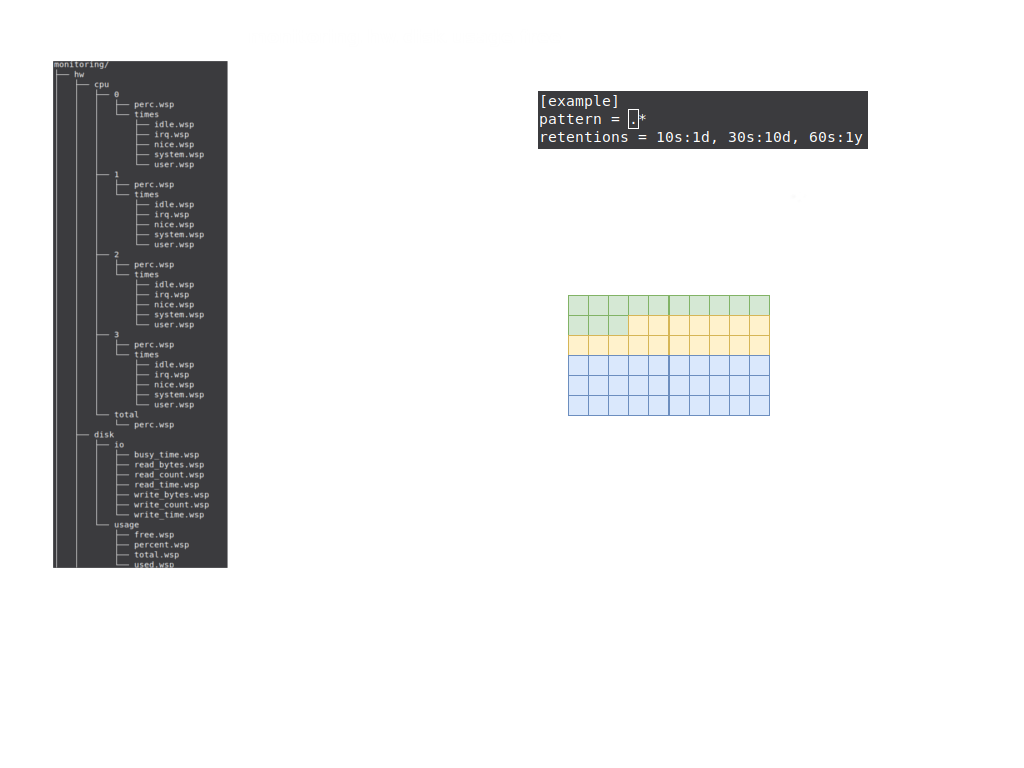 monitoring/
├── hw
├── cpu
├── 0
├── perc.wsp
└── times
├── idle.wsp
├── irq.wsp
├── nice.wsp
├── system.wsp
└── user.wsp
├── 1
├── perc.wsp
└── times
├── idle.wsp
├── irq.wsp
├── nice.wsp
├── system.wsp
└── user.wsp
├── 2
├── perc.wsp
└── times
├── idle.wsp
├── irq.wsp
├── nice.wsp
├── system.wsp
└── user.wsp
├── 3
├── perc.wsp
└── times
├── idle.wsp
├── irq.wsp
├── nice.wsp
├── system.wsp
└── user.wsp
└── total
└── perc.wsp
├── disk
├── io
├── busy_time.wsp
├── read_bytes.wsp
├── read_count.wsp
├── read_time.wsp
├── write_bytes.wsp
├── write_count.wsp
└── write_time.wsp
└── usage
├── free.wsp
├── percent.wsp
├── total.wsp
└── used.wsp
[example]
pattern = .*
retentions = 10s:1d, 30s:10d, 60s:1y